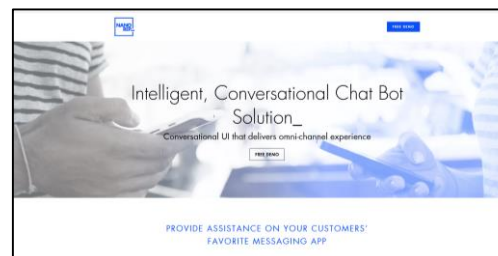 NANO
FREE DEMO
Intelligent, Conversational Chat Bot
Solution_
Conversational UI that delivers omni-channel experience
FREE DEMO
PROVIDE ASSISTANCE ON YOUR CUSTOMERS'
FAVORITE MESSAGING APP